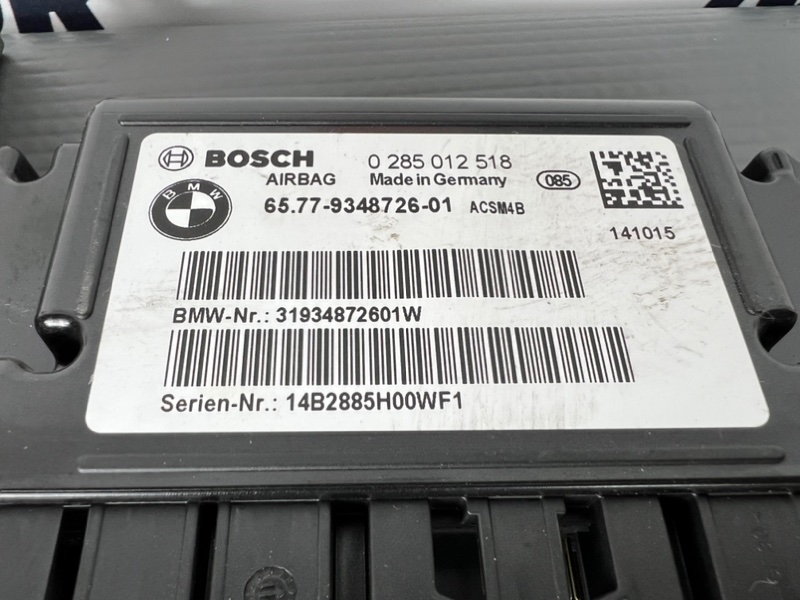 BOSCH 0 285 012 518
AIRBAG Made in Germany 085
BMW 65.77-9348726-01 ACSM4B
141015
BMW-Nr.: 31934872601W
Serien-Nr.: 14B2885H00WF1